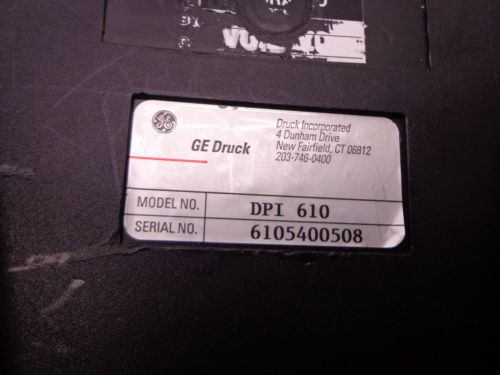 GE Druck
Druck Incorporated
4 Dunham Drive
New Fairfield, CT 06812
203-746-0400
MODEL NO. DPI 610
SERIAL NO. 6105400508